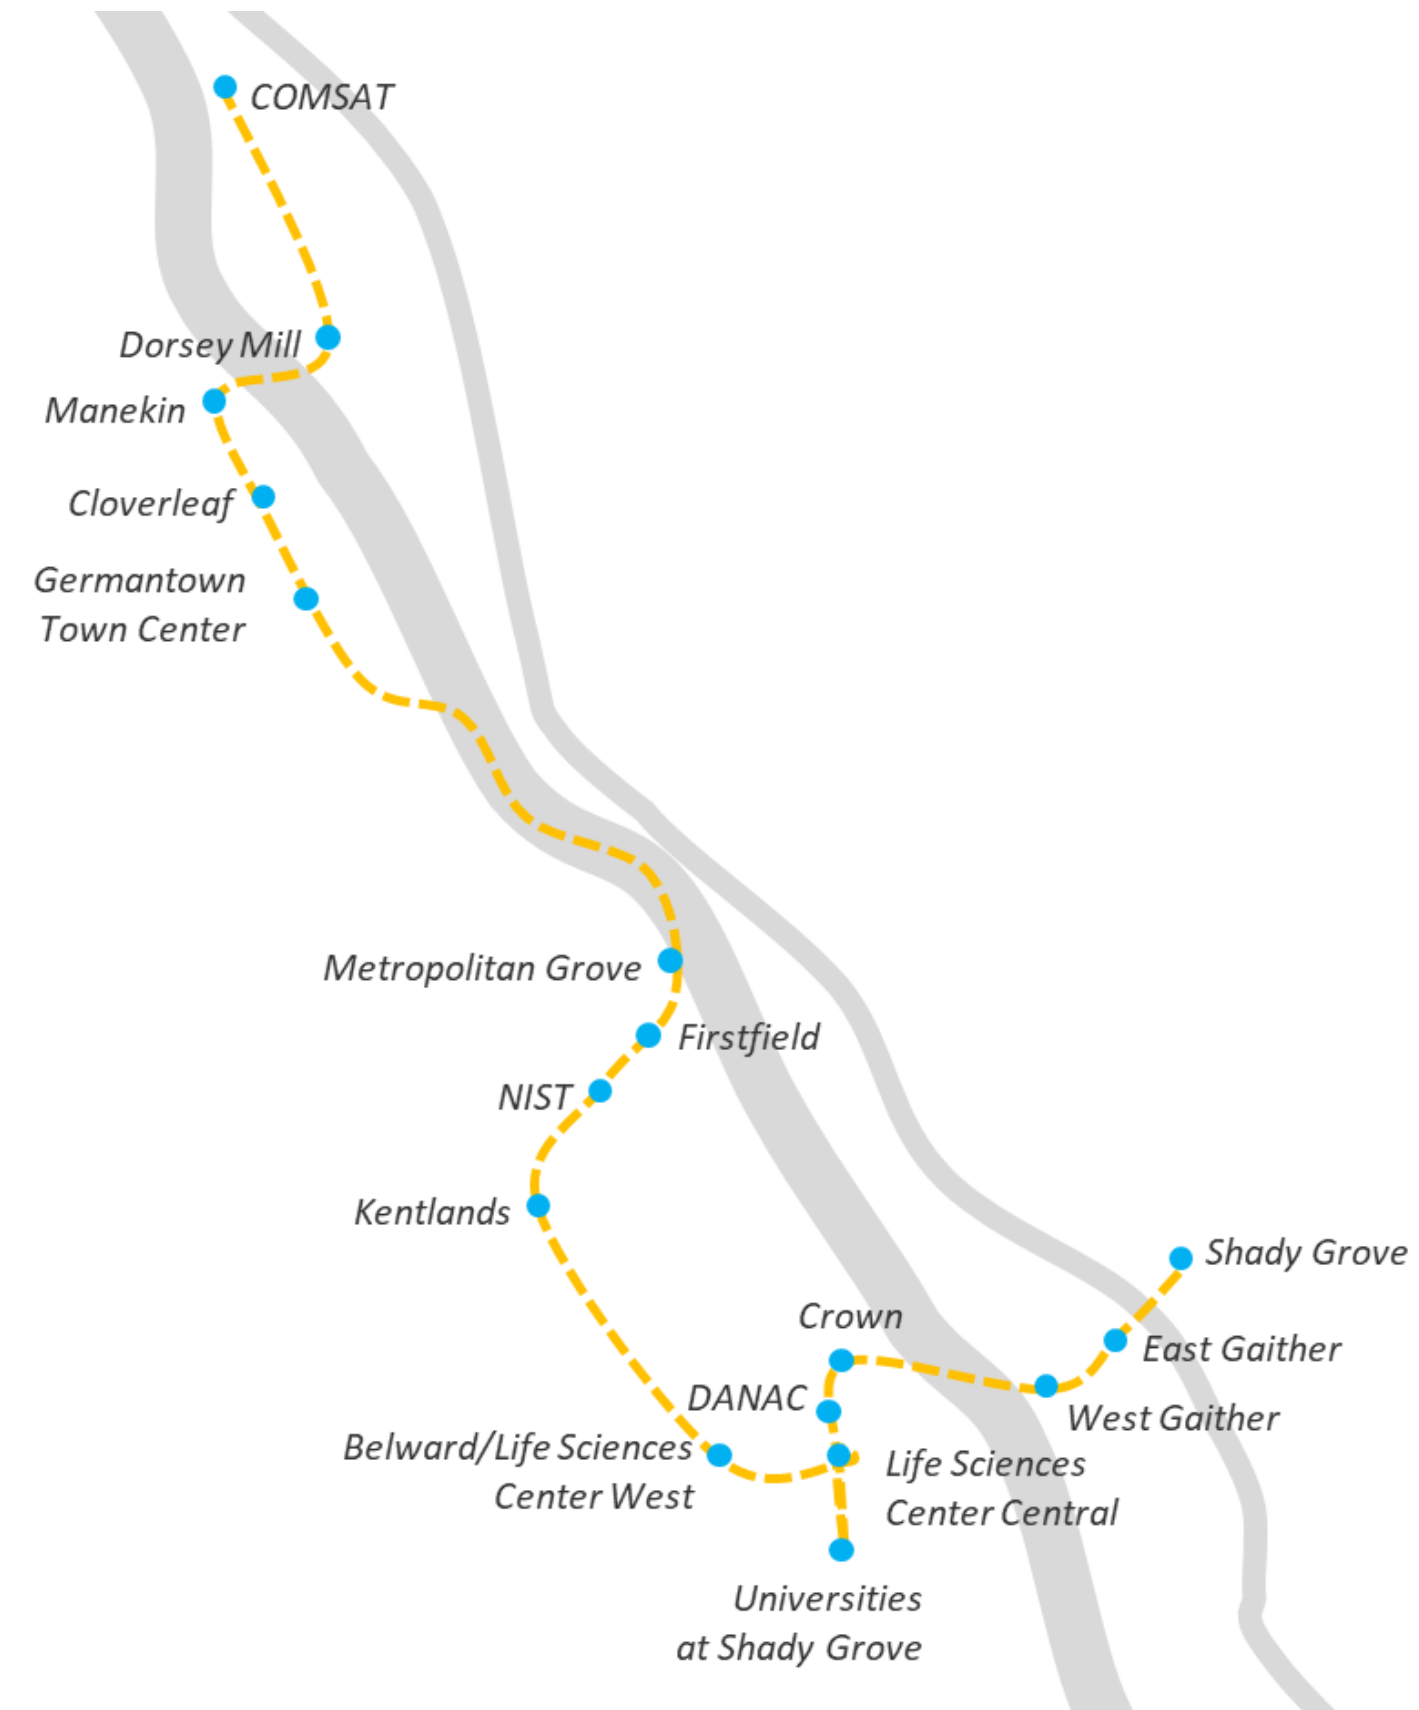 COMSAT
Dorsey Mill
Manekin
Cloverleaf
Germantown
Town Center
Metropolitan Grove
Firstfield
NIST
Kentlands
Shady Grove
Crown
East Gaither
DANAC
West Gaither
Belward/Life Sciences
Center West
Life Sciences
Center Central
Universities
at Shady Grove